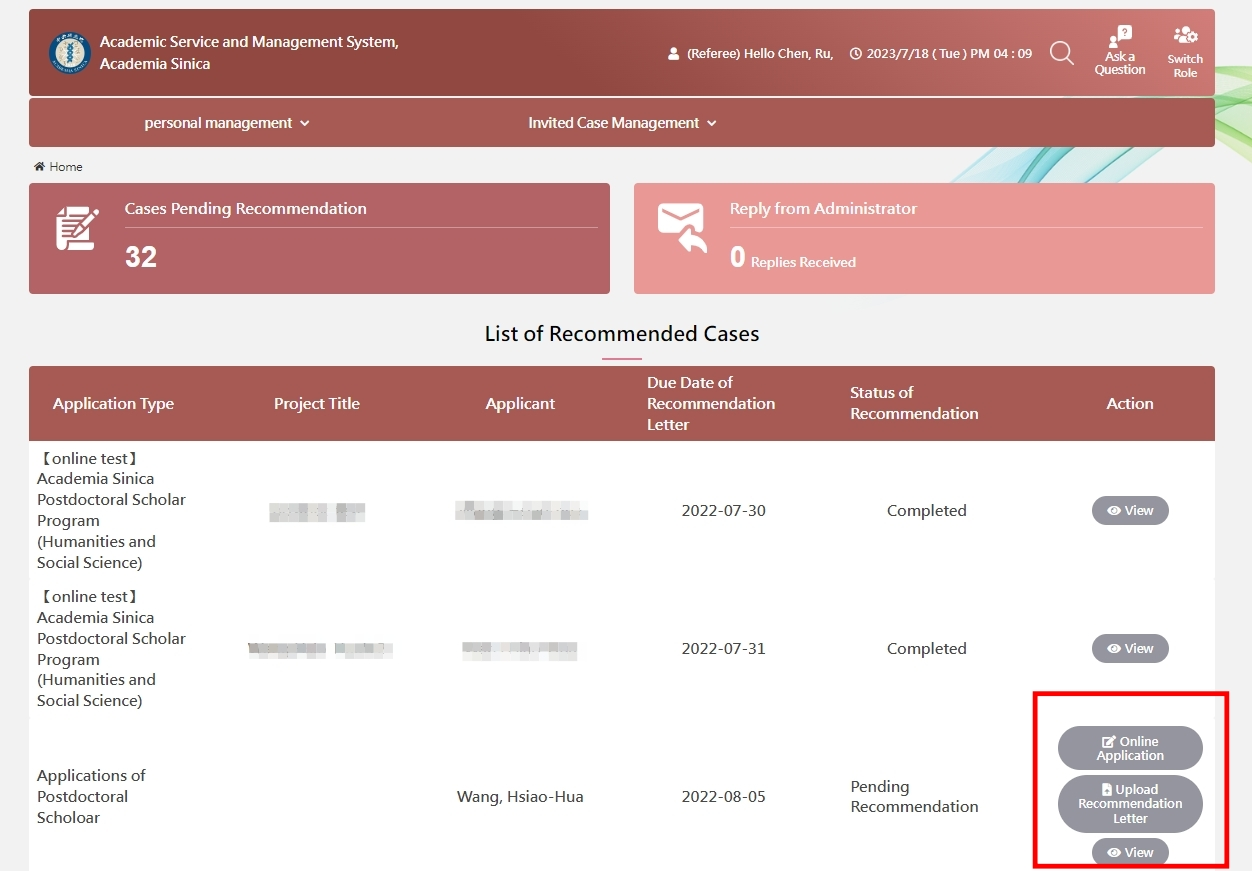 Academic Service and Management System,
Academia Sinica
(Referee) Hello Chen, Ru,
2023/7/18 ( Tue ) PM 04 : 09
Ask a
Question
Switch
Role
personal management
Invited Case Management
Home
Cases Pending Recommendation
32
Reply from Administrator
0 Replies Received
List of Recommended Cases
Application Type
Project Title
Applicant
Due Date of
Recommendation
Letter
Status of
Recommendation
Action
【online test】
Academia Sinica
Postdoctoral Scholar
Program
(Humanities and
Social Science)
2022-07-30
Completed
View
【online test】
Academia Sinica
Postdoctoral Scholar
Program
(Humanities and
Social Science)
2022-07-31
Completed
View
Applications of
Postdoctoral
Scholoar
Wang, Hsiao-Hua
2022-08-05
Pending
Recommendation
Online
Application
Upload
Recommendation
Letter
View